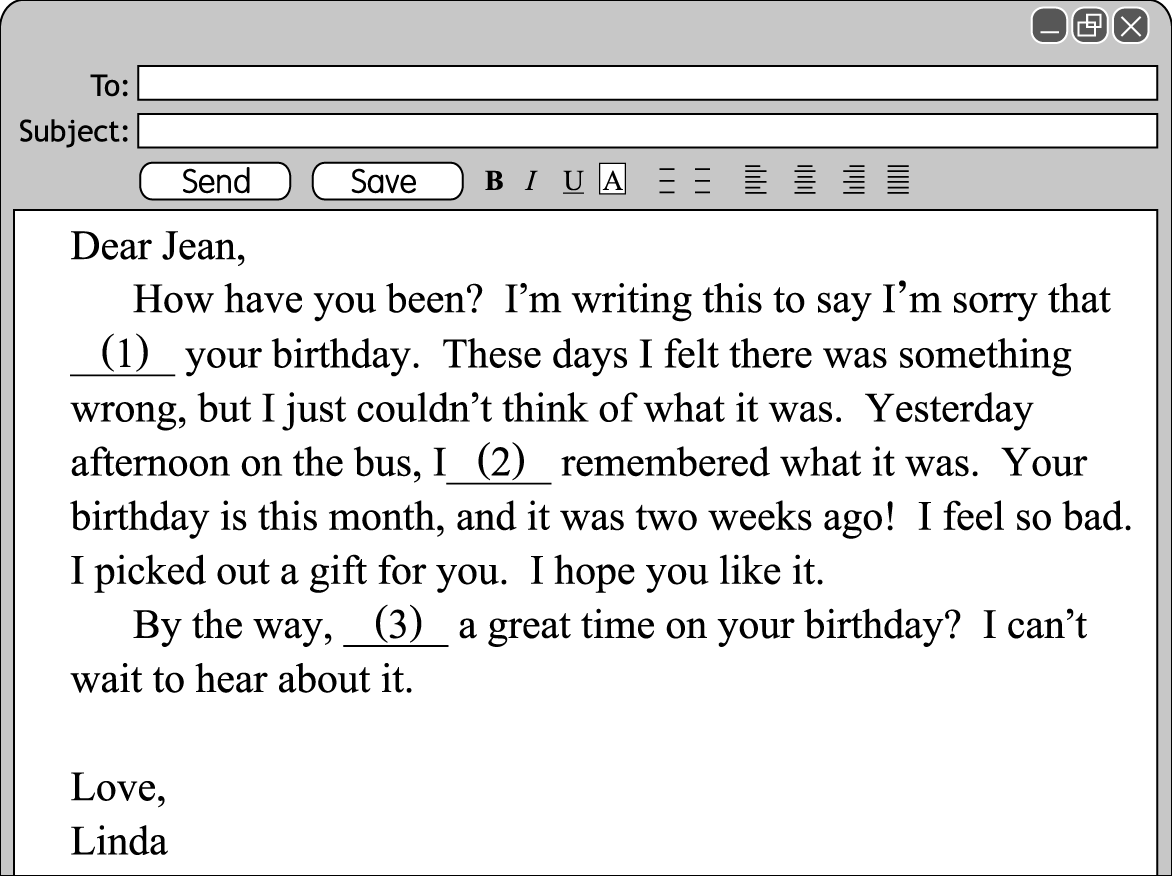 To:
Subject:
Send Save B I U A
Dear Jean,
How have you been? I'm writing this to say I'm sorry that
(1) your birthday. These days I felt there was something
wrong, but I just couldn't think of what it was. Yesterday
afternoon on the bus, I (2) remembered what it was. Your
birthday is this month, and it was two weeks ago! I feel so bad.
I picked out a gift for you. I hope you like it.
By the way, (3) a great time on your birthday? I can't
wait to hear about it.
Love,
Linda